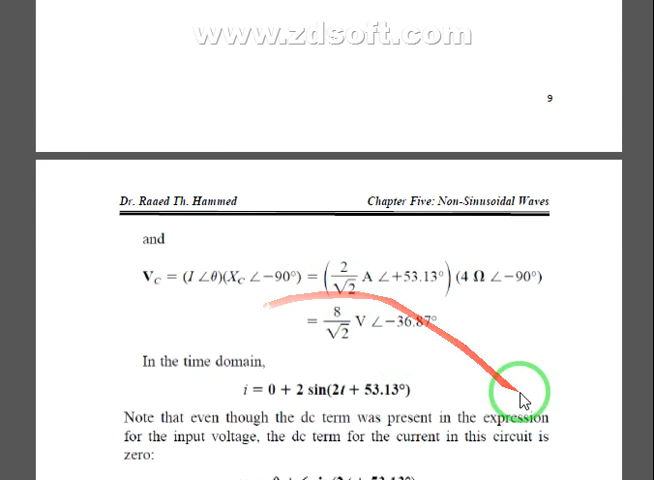 www.zdsoft.com
9
Dr. Raaed Th. Hammed Chapter Five: Non-Sinusoidal Waves
and
V_C = (I ∠θ)(X_C ∠−90°) = (2/√2 A ∠+53.13°) (4 Ω ∠−90°)
= 8/√2 V ∠−36.87°
In the time domain,
i = 0 + 2 sin(2t + 53.13°)
Note that even though the dc term was present in the expression
for the input voltage, the dc term for the current in this circuit is
zero: